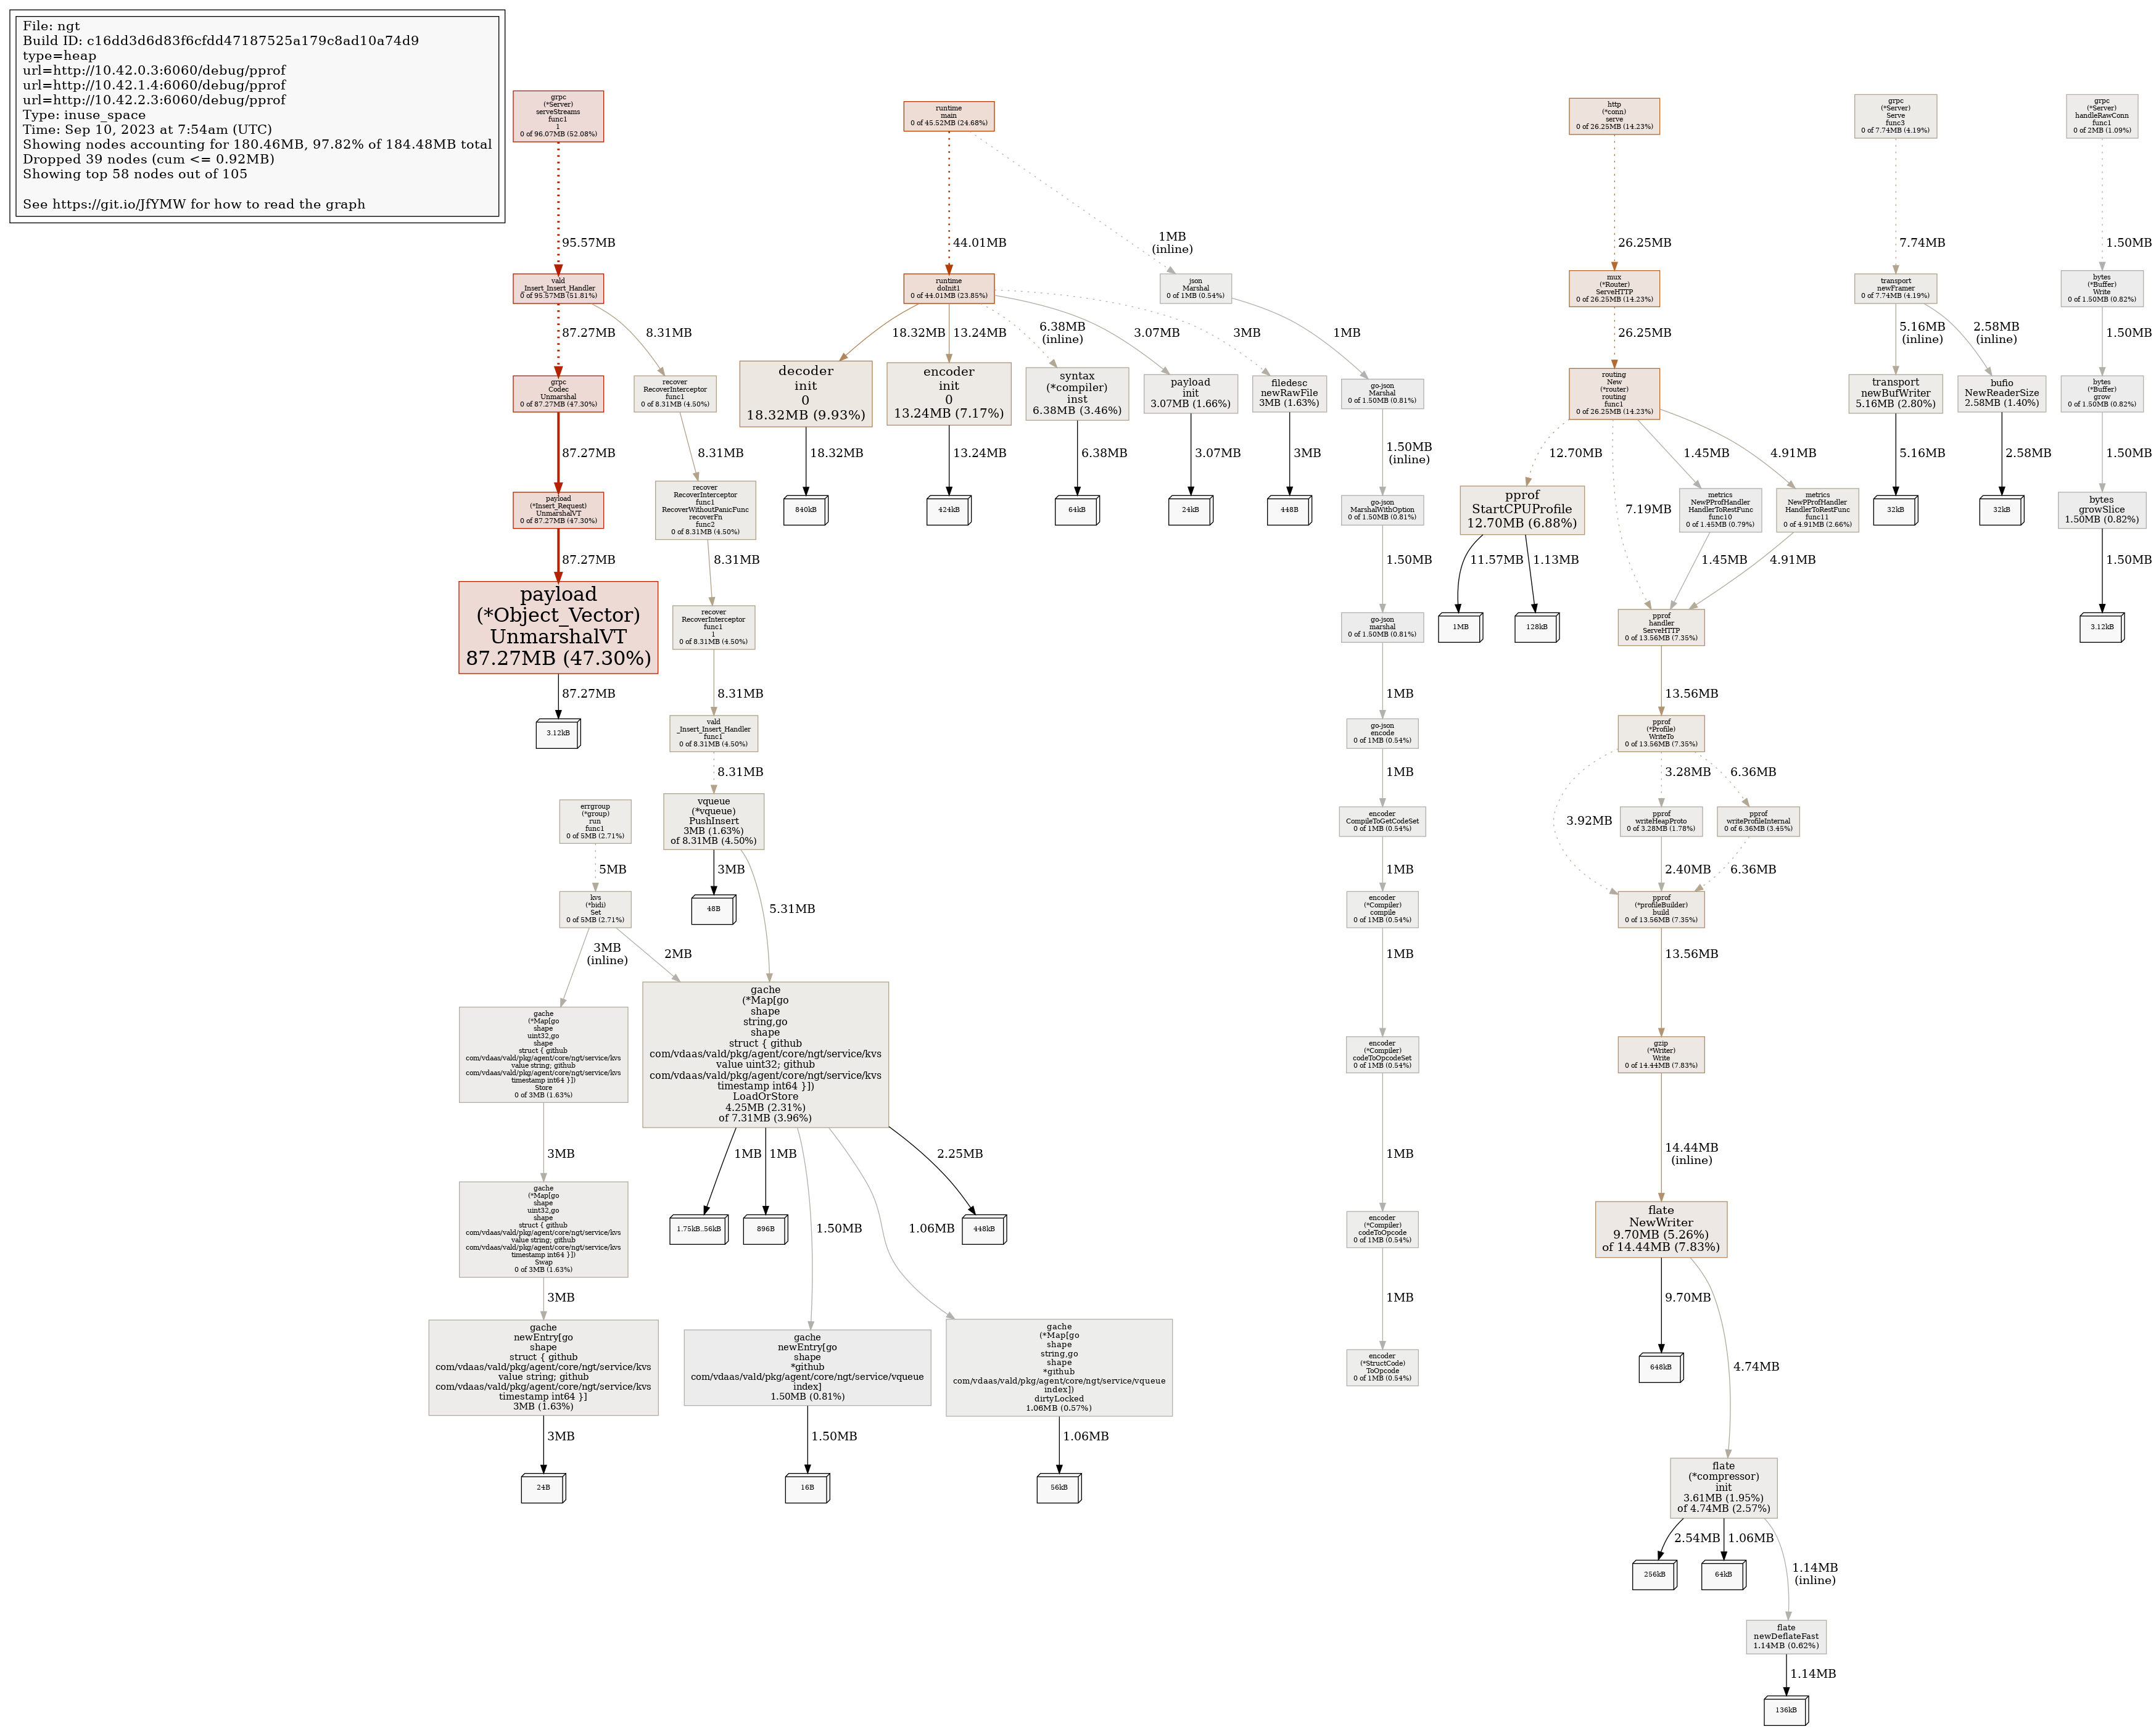 File: ngt
Build ID: c16dd3d6d83f6cfdd47187525a179c8ad10a74d9
type=heap
url=http://10.42.0.3:6060/debug/pprof
url=http://10.42.1.4:6060/debug/pprof
url=http://10.42.2.3:6060/debug/pprof
Type: inuse_space
Time: Sep 10, 2023 at 7:54am (UTC)
Showing nodes accounting for 180.46MB, 97.82% of 184.48MB total
Dropped 39 nodes (cum <= 0.92MB)
Showing top 58 nodes out of 105
See https://git.io/JfYMW for how to read the graph
grpc
(*Server)
serveStreams
func1
1
0 of 96.07MB (52.08%)
95.57MB
vald
_Insert_Insert_Handler
0 of 95.57MB (51.81%)
87.27MB
8.31MB
grpc
Codec
Unmarshal
0 of 87.27MB (47.30%)
87.27MB
payload
(*Insert_Request)
UnmarshalVT
0 of 87.27MB (47.30%)
87.27MB
payload
(*Object_Vector)
UnmarshalVT
87.27MB (47.30%)
87.27MB
3.12kB
recover
RecoverInterceptor
func1
0 of 8.31MB (4.50%)
8.31MB
recover
RecoverInterceptor
func1
RecoverWithoutPanicFunc
recoverFn
func2
0 of 8.31MB (4.50%)
8.31MB
recover
RecoverInterceptor
func1
1
0 of 8.31MB (4.50%)
8.31MB
vald
_Insert_Insert_Handler
func1
0 of 8.31MB (4.50%)
8.31MB
vqueue
(*vqueue)
PushInsert
3MB (1.63%)
of 8.31MB (4.50%)
3MB
48B
5.31MB
errgroup
(*group)
run
func1
0 of 5MB (2.71%)
5MB
kvs
(*bidi)
Set
0 of 5MB (2.71%)
3MB
(inline)
2MB
gache
(*Map[go
shape
uint32,go
shape
struct { github
com/vdaas/vald/pkg/agent/core/ngt/service/kvs
value string; github
com/vdaas/vald/pkg/agent/core/ngt/service/kvs
timestamp int64 }])
Store
0 of 3MB (1.63%)
3MB
gache
(*Map[go
shape
uint32,go
shape
struct { github
com/vdaas/vald/pkg/agent/core/ngt/service/kvs
value string; github
com/vdaas/vald/pkg/agent/core/ngt/service/kvs
timestamp int64 }])
Swap
0 of 3MB (1.63%)
3MB
gache
newEntry[go
shape
struct { github
com/vdaas/vald/pkg/agent/core/ngt/service/kvs
value string; github
com/vdaas/vald/pkg/agent/core/ngt/service/kvs
timestamp int64 }]
3MB (1.63%)
3MB
24B
gache
(*Map[go
shape
string,go
shape
struct { github
com/vdaas/vald/pkg/agent/core/ngt/service/kvs
value uint32; github
com/vdaas/vald/pkg/agent/core/ngt/service/kvs
timestamp int64 }])
LoadOrStore
4.25MB (2.31%)
of 7.31MB (3.96%)
1MB
1MB
2.25MB
1.75kB..56kB
896B
1.50MB
1.06MB
448kB
gache
newEntry[go
shape
*github
com/vdaas/vald/pkg/agent/core/ngt/service/vqueue
index]
1.50MB (0.81%)
1.50MB
16B
gache
(*Map[go
shape
string,go
shape
*github
com/vdaas/vald/pkg/agent/core/ngt/service/vqueue
index])
dirtyLocked
1.06MB (0.57%)
1.06MB
56kB
runtime
main
0 of 45.52MB (24.68%)
44.01MB
1MB
(inline)
runtime
doInit1
0 of 44.01MB (23.85%)
18.32MB
13.24MB
6.38MB
(inline)
3.07MB
3MB
decoder
init
0
18.32MB (9.93%)
18.32MB
840kB
encoder
init
0
13.24MB (7.17%)
13.24MB
424kB
syntax
(*compiler)
inst
6.38MB (3.46%)
6.38MB
64kB
payload
init
3.07MB (1.66%)
3.07MB
24kB
filedesc
newRawFile
3MB (1.63%)
3MB
448B
json
Marshal
0 of 1MB (0.54%)
1MB
go-json
Marshal
0 of 1.50MB (0.81%)
1.50MB
(inline)
go-json
MarshalWithOption
0 of 1.50MB (0.81%)
1.50MB
go-json
marshal
0 of 1.50MB (0.81%)
1MB
go-json
encode
0 of 1MB (0.54%)
1MB
encoder
CompileToGetCodeSet
0 of 1MB (0.54%)
1MB
encoder
(*Compiler)
compile
0 of 1MB (0.54%)
1MB
encoder
(*Compiler)
codeToOpcodeSet
0 of 1MB (0.54%)
1MB
encoder
(*Compiler)
codeToOpcode
0 of 1MB (0.54%)
1MB
encoder
(*StructCode)
ToOpcode
0 of 1MB (0.54%)
http
(*conn)
serve
0 of 26.25MB (14.23%)
26.25MB
mux
(*Router)
ServeHTTP
0 of 26.25MB (14.23%)
26.25MB
routing
New
(*router)
routing
func1
0 of 26.25MB (14.23%)
12.70MB
7.19MB
1.45MB
4.91MB
pprof
StartCPUProfile
12.70MB (6.88%)
11.57MB
1.13MB
1MB
128kB
metrics
NewPProfHandler
HandlerToRestFunc
func10
0 of 1.45MB (0.79%)
1.45MB
metrics
NewPProfHandler
HandlerToRestFunc
func11
0 of 4.91MB (2.66%)
4.91MB
pprof
handler
ServeHTTP
0 of 13.56MB (7.35%)
13.56MB
pprof
(*Profile)
WriteTo
0 of 13.56MB (7.35%)
3.92MB
3.28MB
6.36MB
pprof
writeHeapProto
0 of 3.28MB (1.78%)
2.40MB
pprof
writeProfileInternal
0 of 6.36MB (3.45%)
6.36MB
pprof
(*profileBuilder)
build
0 of 13.56MB (7.35%)
13.56MB
gzip
(*Writer)
Write
0 of 14.44MB (7.83%)
14.44MB
(inline)
flate
NewWriter
9.70MB (5.26%)
of 14.44MB (7.83%)
9.70MB
648kB
4.74MB
flate
(*compressor)
init
3.61MB (1.95%)
of 4.74MB (2.57%)
2.54MB
1.06MB
1.14MB
(inline)
256kB
64kB
flate
newDeflateFast
1.14MB (0.62%)
1.14MB
136kB
grpc
(*Server)
Serve
func3
0 of 7.74MB (4.19%)
7.74MB
transport
newFramer
0 of 7.74MB (4.19%)
5.16MB
(inline)
2.58MB
(inline)
transport
newBufWriter
5.16MB (2.80%)
5.16MB
32kB
bufio
NewReaderSize
2.58MB (1.40%)
2.58MB
32kB
grpc
(*Server)
handleRawConn
func1
0 of 2MB (1.09%)
1.50MB
bytes
(*Buffer)
Write
0 of 1.50MB (0.82%)
1.50MB
bytes
(*Buffer)
grow
0 of 1.50MB (0.82%)
1.50MB
bytes
growSlice
1.50MB (0.82%)
1.50MB
3.12kB